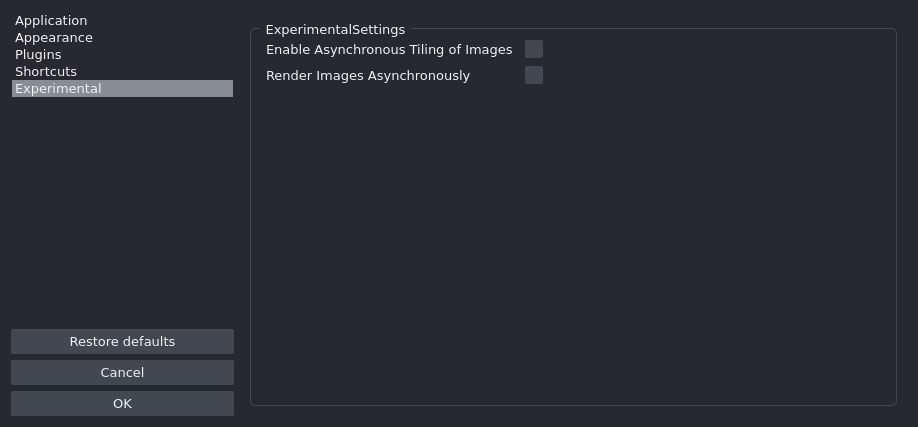 Application
Appearance
Plugins
Shortcuts
Experimental
Restore defaults
Cancel
OK
ExperimentalSettings
Enable Asynchronous Tiling of Images
Render Images Asynchronously